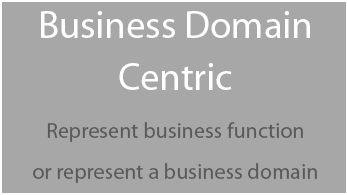 Business Domain
Centric
Represent business function
or represent a business domain